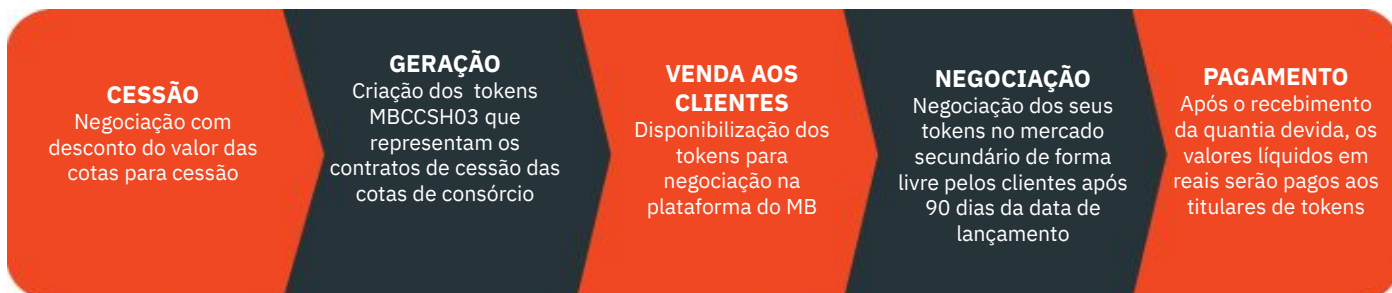 CESSÃO
Negociação com
desconto do valor das
cotas para cessão
GERAÇÃO
Criação dos tokens
MBCCSH03 que
representam os
contratos de cessão das
cotas de consórcio
VENDA AOS
CLIENTES
Disponibilização dos
tokens para
negociação na
plataforma do MB
NEGOCIAÇÃO
Negociação dos seus
tokens no mercado
secundário de forma
livre pelos clientes após
90 dias da data de
lançamento
PAGAMENTO
Após o recebimento
da quantia devida, os
valores líquidos em
reais serão pagos aos
titulares de tokens